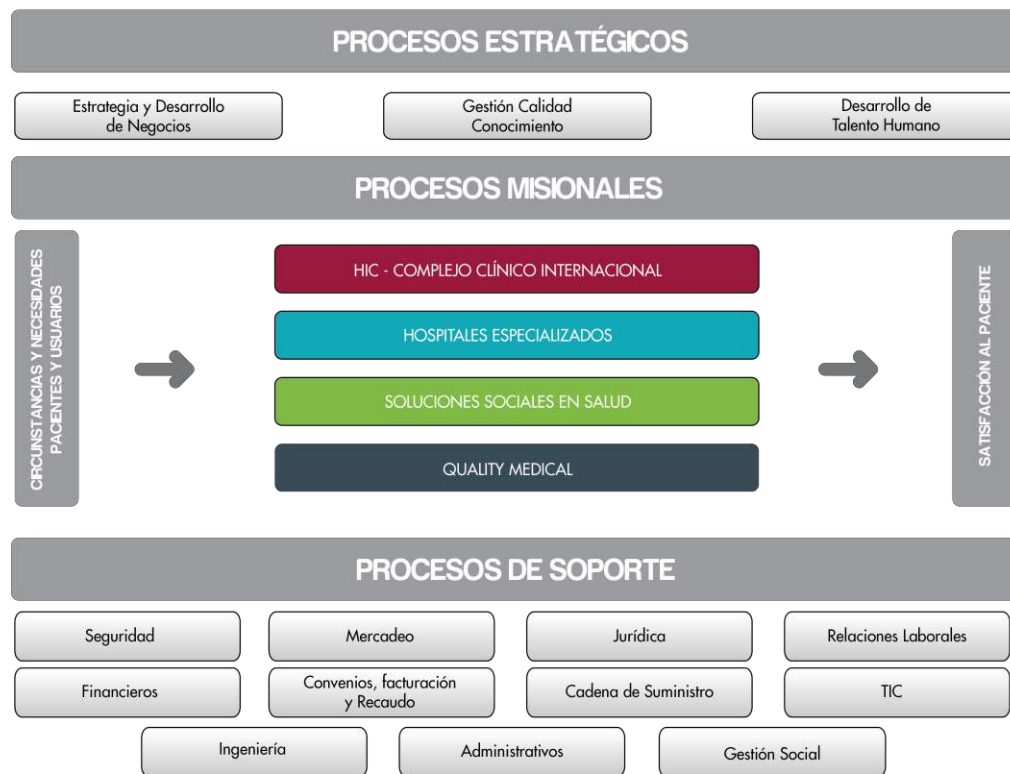 PROCESOS ESTRATÉGICOS
Estrategia y Desarrollo
de Negocios
Gestión Calidad
Conocimiento
Desarrollo de
Talento Humano
PROCESOS MISIONALES
CIRCUNSTANCIAS Y NECESIDADES
PACIENTES Y USUARIOS
HIC - COMPLEJO CLÍNICO INTERNACIONAL
HOSPITALES ESPECIALIZADOS
SOLUCIONES SOCIALES EN SALUD
QUALITY MEDICAL
SATISFACCIÓN AL PACIENTE
PROCESOS DE SOPORTE
Seguridad
Mercadeo
Jurídica
Relaciones Laborales
Financieros
Convenios, facturación
y Recaudo
Cadena de Suministro
TIC
Ingeniería
Administrativos
Gestión Social